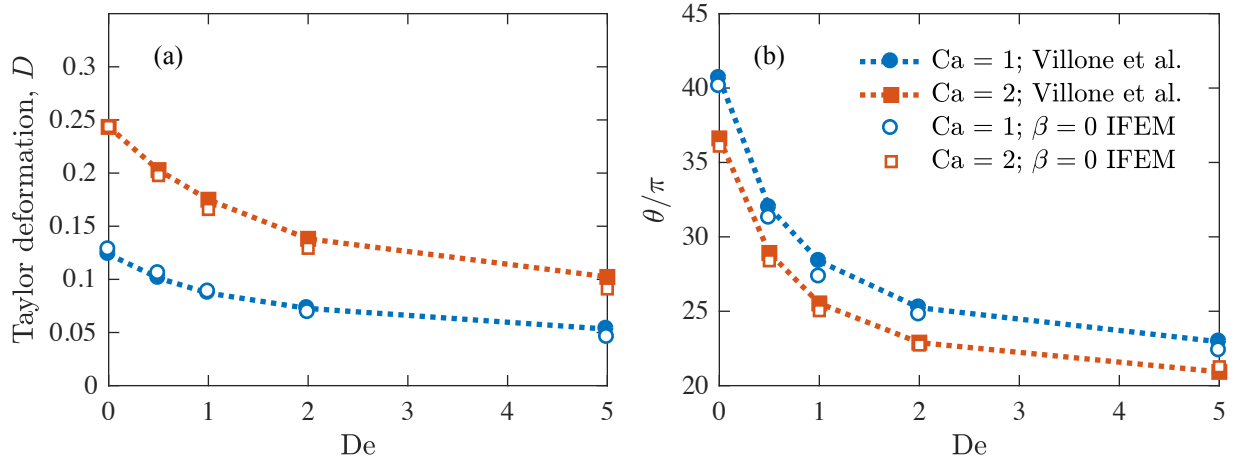 (a)
Taylor deformation, D
0.3
0.25
0.2
0.15
0.1
0.05
0
0 1 2 3 4 5
De
(b)
Ca = 1; Villone et al.
Ca = 2; Villone et al.
Ca = 1; β = 0 IFEM
Ca = 2; β = 0 IFEM
θ/π
45
40
35
30
25
20
0 1 2 3 4 5
De